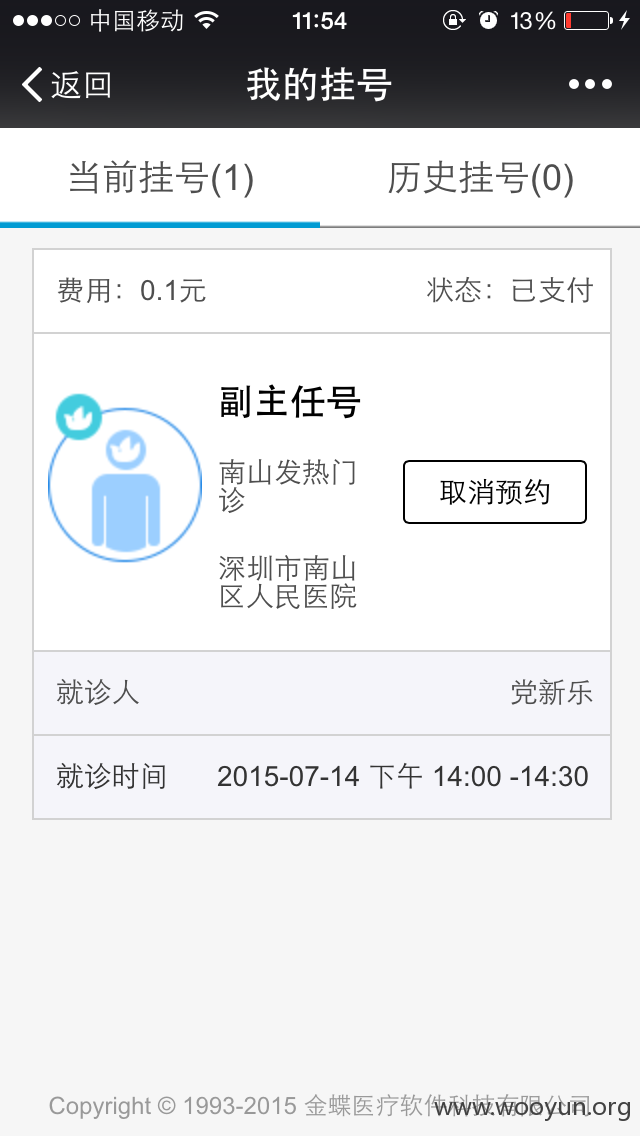 中国移动 11:54 13%
返回 我的挂号
当前挂号(1) 历史挂号(0)
费用：0.1元 状态：已支付
副主任号
南山发热门
诊
取消预约
深圳市南山
区人民医院
就诊人 党新乐
就诊时间 2015-07-14 下午 14:00 -14:30
Copyright © 1993-2015 金蝶医疗软件科技有限公司
www.wooyun.org